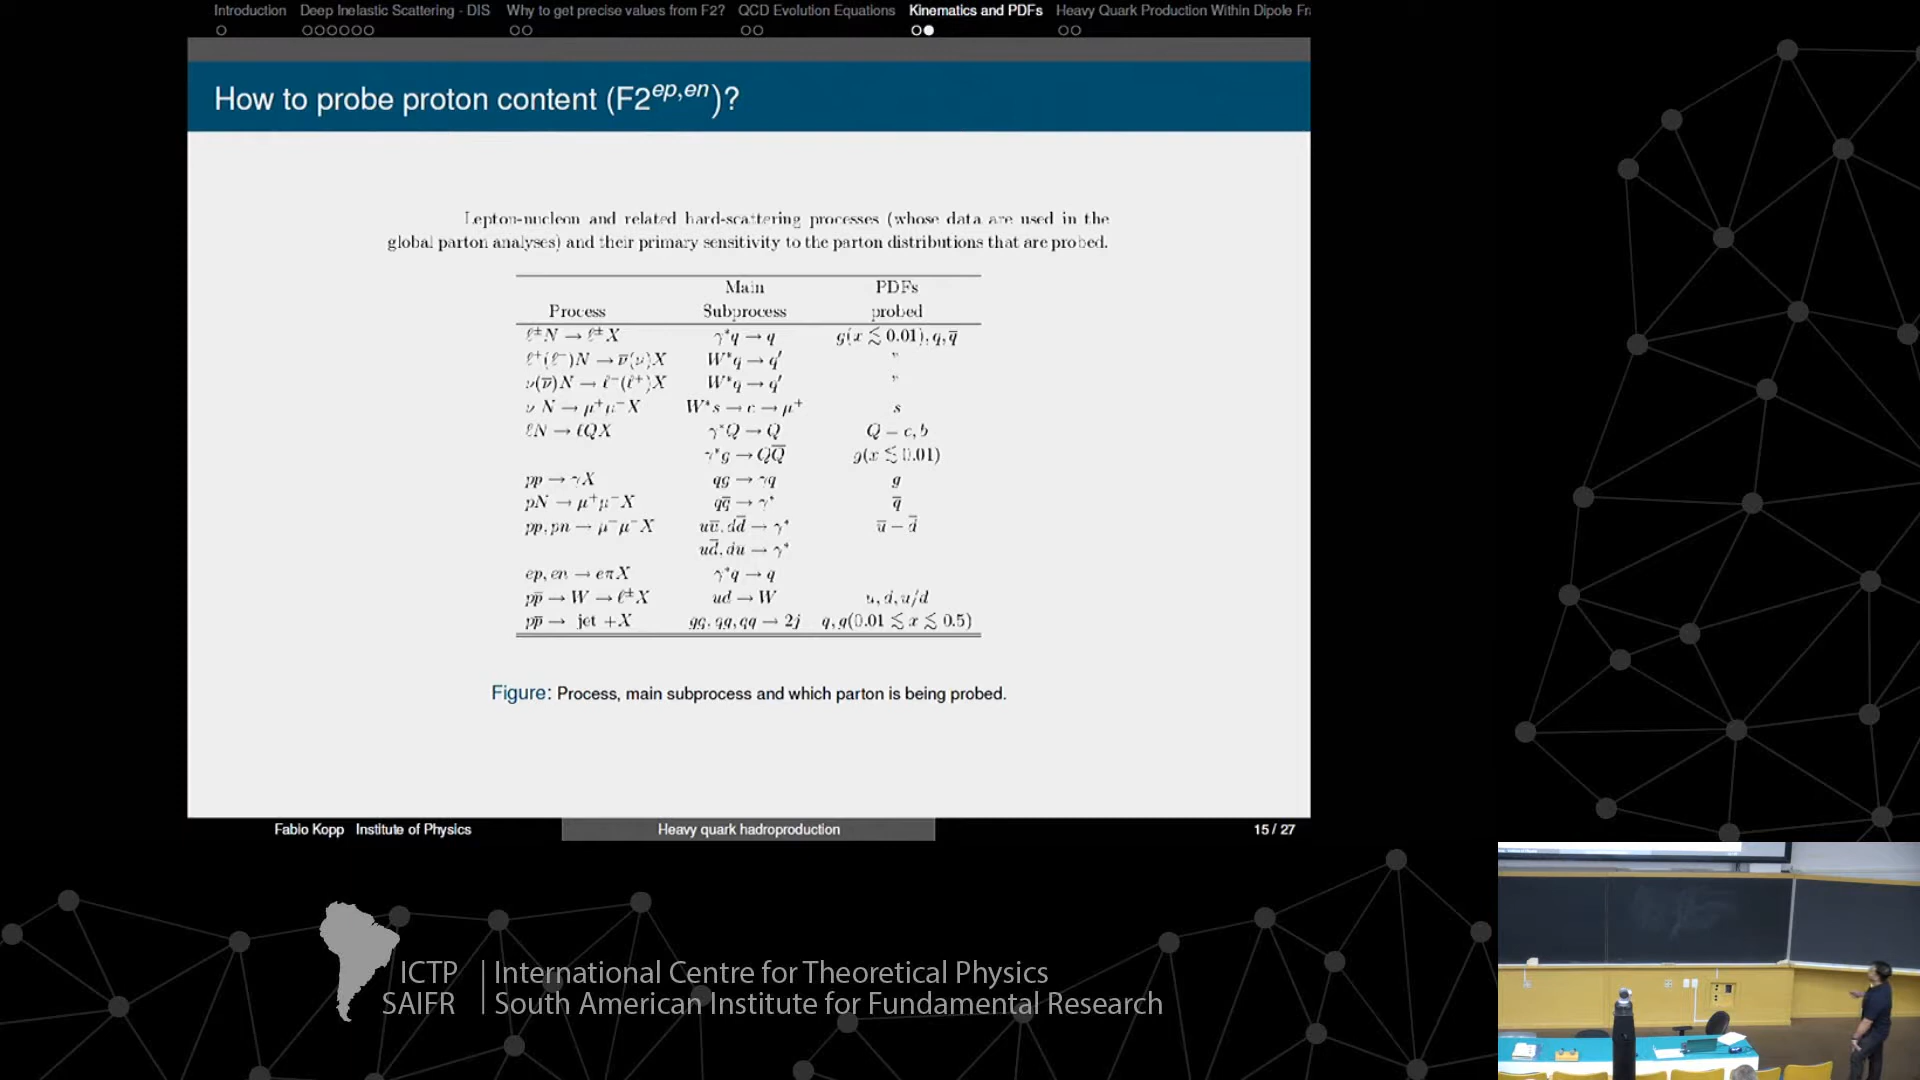 Introduction Deep Inelastic Scattering - DIS Why to get precise values from F2? QCD Evolution Equations Kinematics and PDFs Heavy Quark Production Within Dipole Fr
How to probe proton content (F2^{ep,en})?
Lepton-nucleon and related hard-scattering processes (whose data are used in the
global parton analyses) and their primary sensitivity to the parton distributions that are probed.
Main PDFs
Process Subprocess probed
ℓ±N → ℓ±X γ*q → q g(x ≲ 0.01), q, q̄
ℓ+(ℓ−)N → ν̄(ν)X W*q → q′ "
ν(ν̄)N → ℓ−(ℓ+)X W*q → q′ "
ν N → μ+μ−X W*s → c → μ+ s
ℓN → ℓQX γ*Q → Q Q = c, b
γ*g → QQ̄ g(x ≲ 0.01)
pp → γX qg → γq g
pN → μ+μ−X qq̄ → γ* q̄
pp, pn → μ−μ−X uū, dd̄ → γ* ū − d̄
ud̄, dū → γ*
ep, en → eπX γ*q → q
pp̄ → W → ℓ±X ud → W u, d, u/d
pp̄ → jet +X gg, qg, qq → 2j q, g(0.01 ≲ x ≲ 0.5)
Figure: Process, main subprocess and which parton is being probed.
Fabio Kopp Institute of Physics Heavy quark hadroproduction 15 / 27
ICTP | International Centre for Theoretical Physics
SAIFR | South American Institute for Fundamental Research